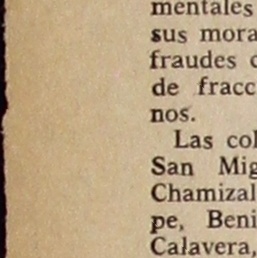 mentales
sus mora
fraudes
de fracc
nos.
Las col
San Mig
Chamizal
pe, Beni
Calavera,